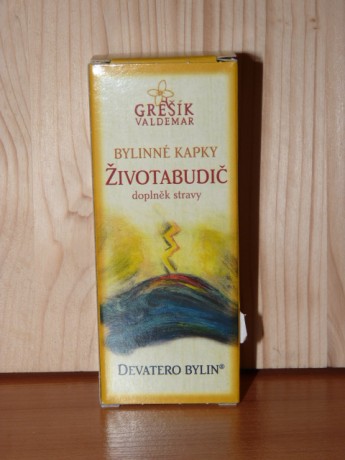 GREŠÍK
VALDEMAR
BYLINNÉ KAPKY
ŽIVOTABUDIČ
doplněk stravy
DEVATERO BYLIN®